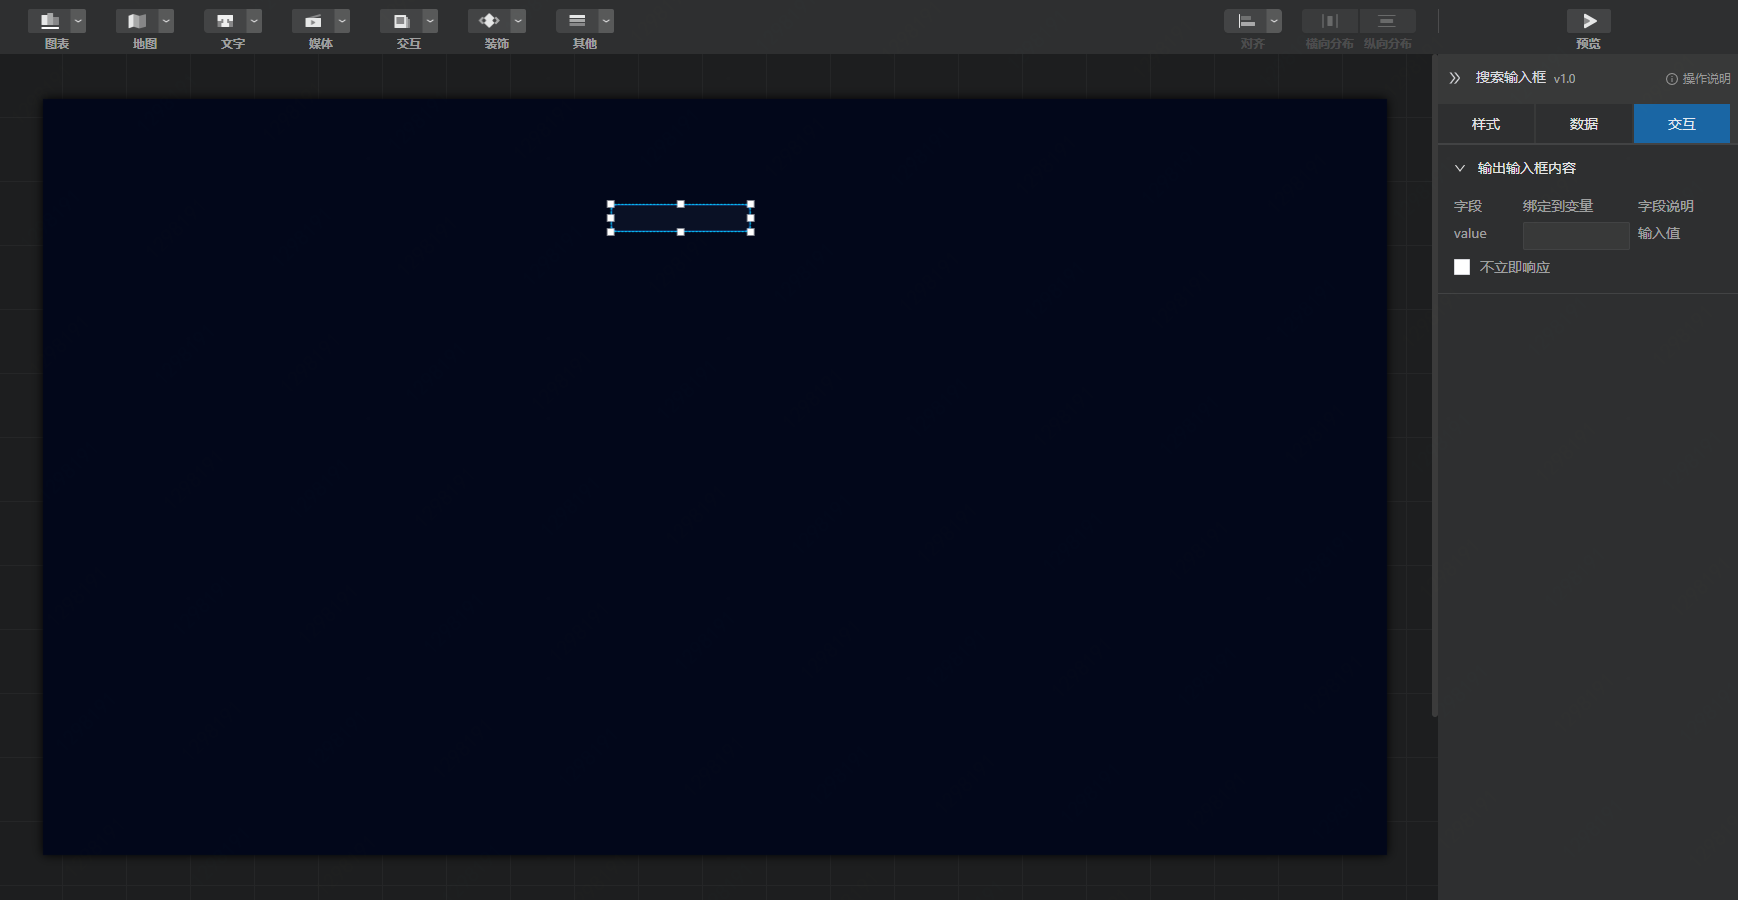 图表 地图 文字 媒体 交互 装饰 其他 对齐 横向分布 纵向分布 预览
搜索输入框 v1.0 操作说明
样式 数据 交互
输出输入框内容
字段 绑定到变量 字段说明
value 输入值
不立即响应